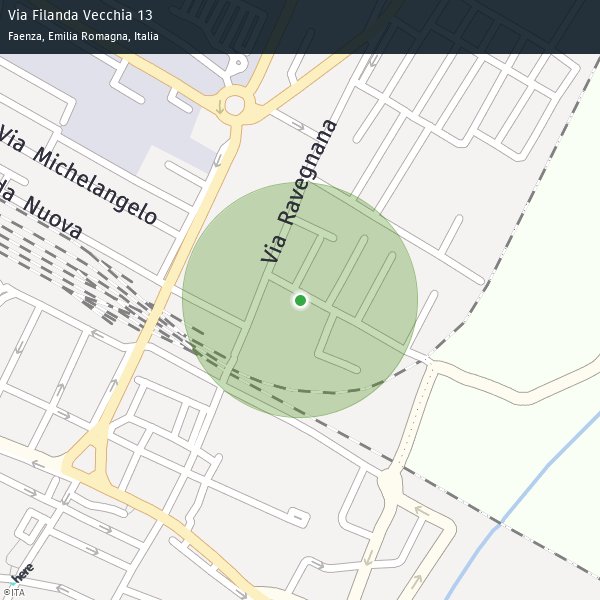 Via Filanda Vecchia 13
Faenza, Emilia Romagna, Italia
Via Ravegnana
Via Michelangelo
da Nuova
here
©ITA